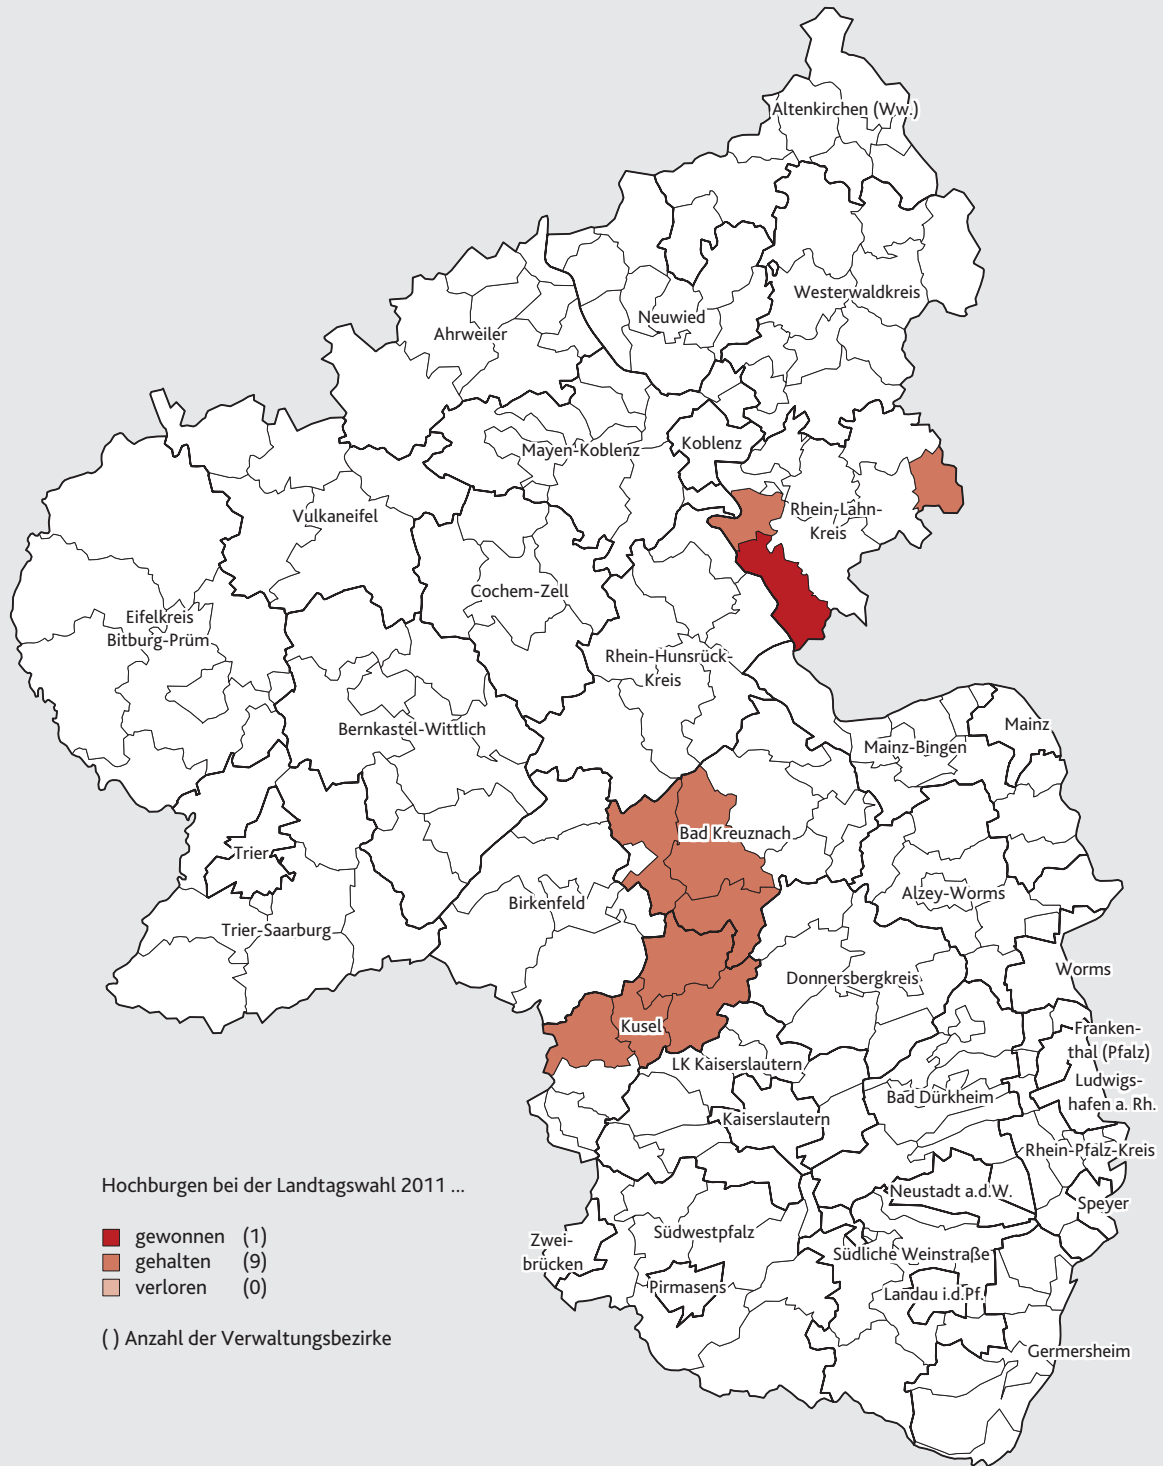 Altenkirchen (Ww.)
Westerwaldkreis
Neuwied
Ahrweiler
Koblenz
Mayen-Koblenz
Rhein-Lahn-
Kreis
Vulkaneifel
Cochem-Zell
Eifelkreis
Bitburg-Prüm
Rhein-Hunsrück-
Kreis
Bernkastel-Wittlich
Mainz
Mainz-Bingen
Bad Kreuznach
Trier
Alzey-Worms
Birkenfeld
Trier-Saarburg
Worms
Donnersbergkreis
Kusel
Franken-
thal (Pfalz)
LK Kaiserslautern
Ludwigs-
hafen a. Rh.
Bad Dürkheim
Kaiserslautern
Rhein-Pfalz-Kreis
Neustadt a.d.W.
Speyer
Südwestpfalz
Zwei-
brücken
Südliche Weinstraße
Pirmasens
Landau i.d.Pf.
Germersheim
Hochburgen bei der Landtagswahl 2011 ...
gewonnen (1)
gehalten (9)
verloren (0)
( ) Anzahl der Verwaltungsbezirke